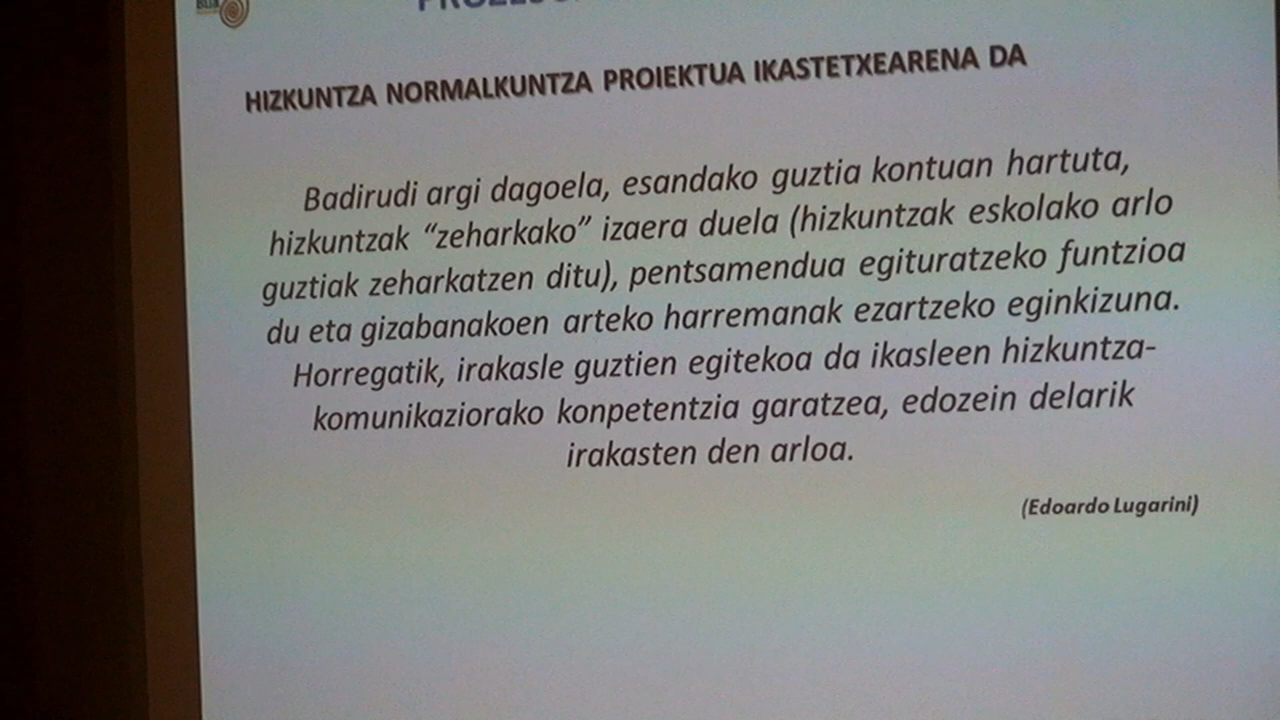 HIZKUNTZA NORMALKUNTZA PROIEKTUA IKASTETXEARENA DA
Badirudi argi dagoela, esandako guztia kontuan hartuta,
hizkuntzak “zeharkako” izaera duela (hizkuntzak eskolako arlo
guztiak zeharkatzen ditu), pentsamendua egituratzeko funtzioa
du eta gizabanakoen arteko harremanak ezartzeko eginkizuna.
Horregatik, irakasle guztien egitekoa da ikasleen hizkuntza-
komunikaziorako konpetentzia garatzea, edozein delarik
irakasten den arloa.
(Edoardo Lugarini)